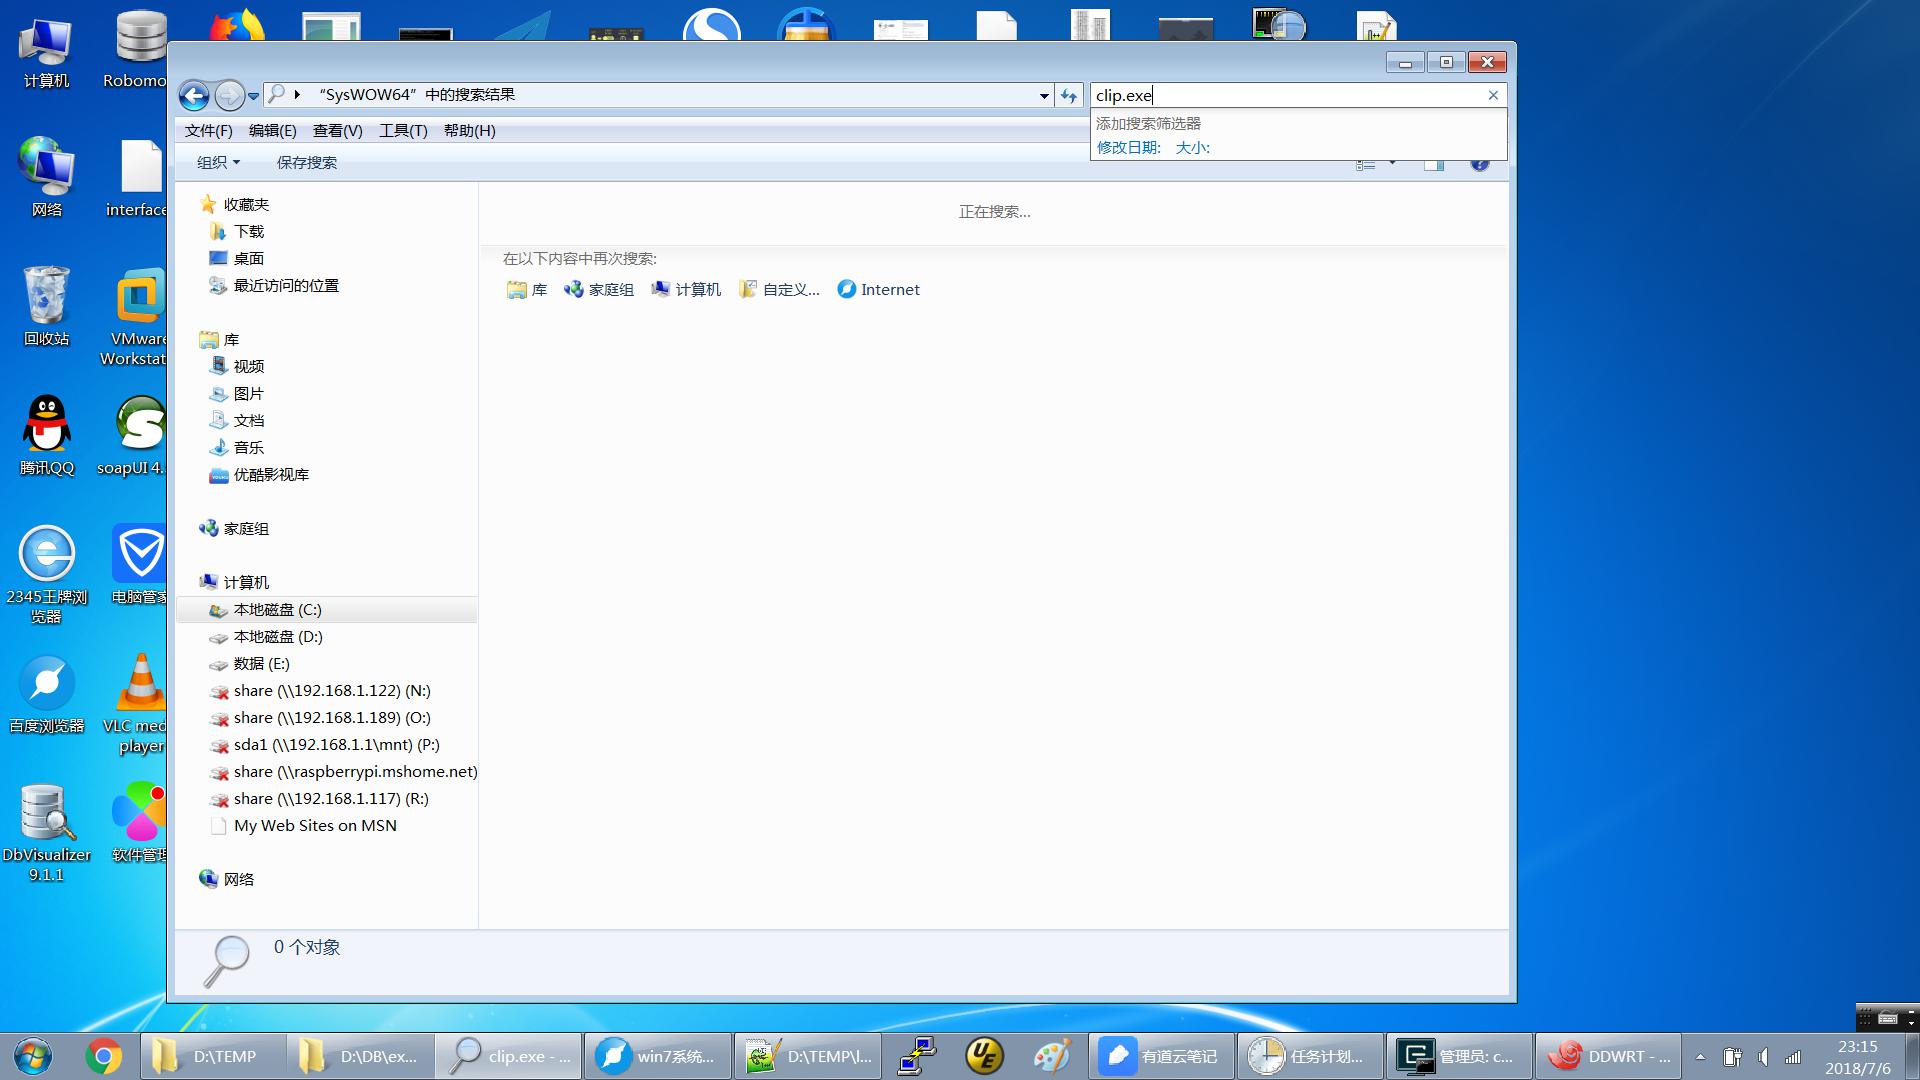 计算机
网络
回收站
腾讯QQ
2345王牌浏
览器
百度浏览器
DbVisualizer
9.1.1
Robomo
interface
VMware
Workstat
soapUI 4.
电脑管家
VLC med
player
软件管理
“SysWOW64”中的搜索结果
clip.exe
添加搜索筛选器
修改日期: 大小:
文件(F) 编辑(E) 查看(V) 工具(T) 帮助(H)
组织 保存搜索
收藏夹
下载
桌面
最近访问的位置
库
视频
图片
文档
音乐
优酷影视库
家庭组
计算机
本地磁盘 (C:)
本地磁盘 (D:)
数据 (E:)
share (\\192.168.1.122) (N:)
share (\\192.168.1.189) (O:)
sda1 (\\192.168.1.1\mnt) (P:)
share (\\raspberrypi.mshome.net)
share (\\192.168.1.117) (R:)
My Web Sites on MSN
网络
正在搜索...
在以下内容中再次搜索:
库 家庭组 计算机 自定义... Internet
0 个对象
D:\TEMP
D:\DB\ex...
clip.exe - ...
win7系统...
D:\TEMP\l...
有道云笔记
任务计划...
管理员: c...
DDWRT - ...
23:15
2018/7/6